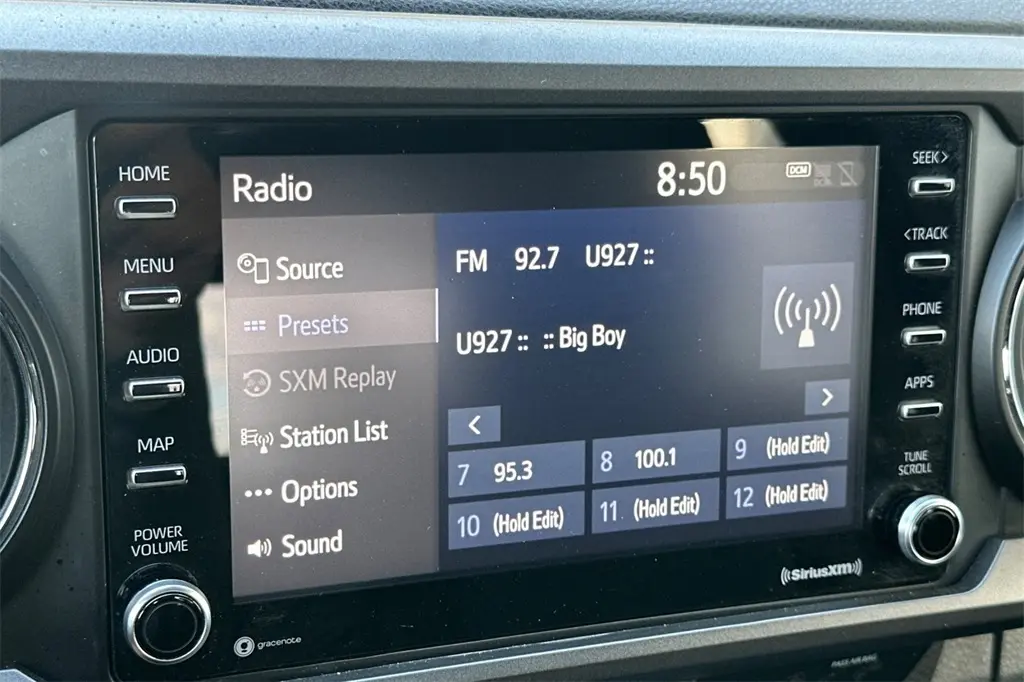 HOME
MENU
AUDIO
MAP
POWER
VOLUME
Radio
8:50
DCM
Source
Presets
SXM Replay
Station List
Options
Sound
FM 92.7 U927 ::
U927 :: :: Big Boy
<
>
7 95.3
8 100.1
9 (Hold Edit)
10 (Hold Edit)
11 (Hold Edit)
12 (Hold Edit)
SEEK>
<TRACK
PHONE
APPS
TUNE
SCROLL
gracenote
((SiriusXM))